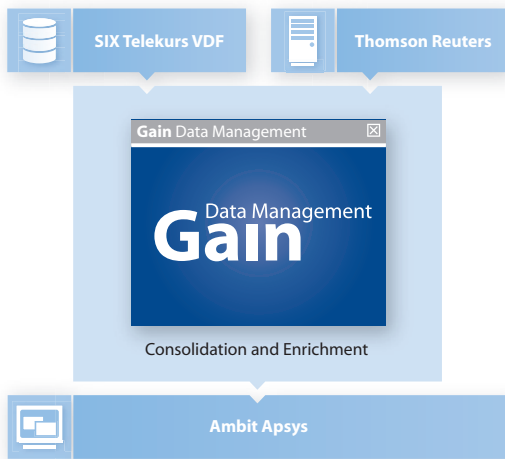 SIX Telekurs VDF
Thomson Reuters
Gain Data Management
Data Management
Gain
Consolidation and Enrichment
Ambit Apsys